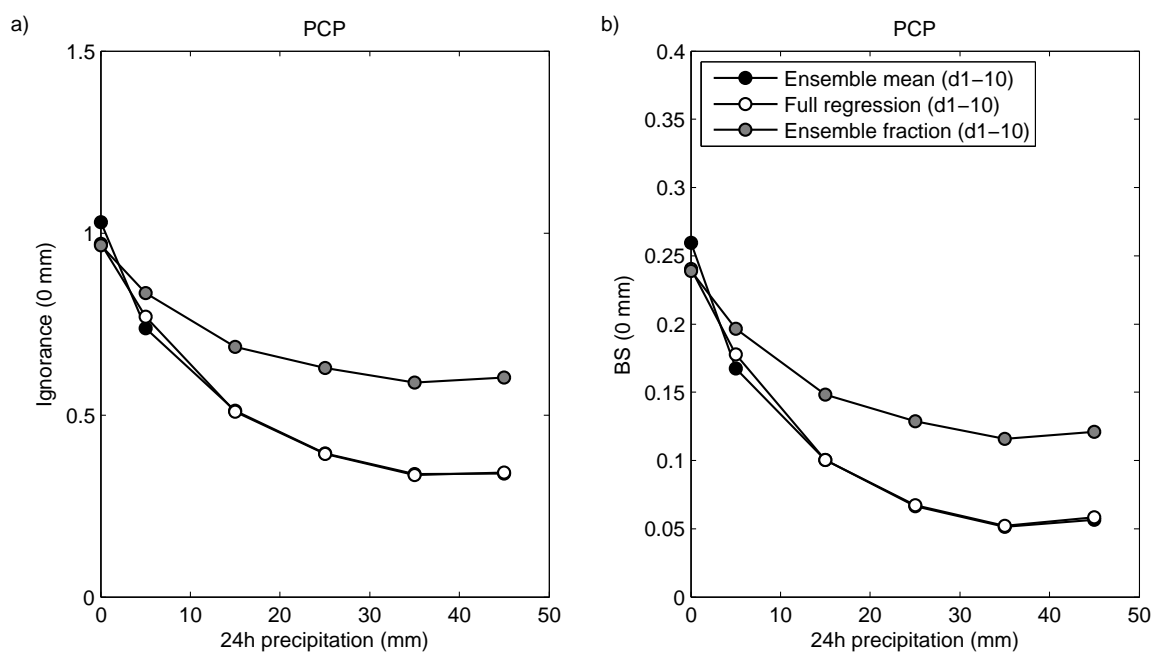 a)
PCP
1.5
1
0.5
0
Ignorance (0 mm)
0 10 20 30 40 50
24h precipitation (mm)
b)
PCP
0.4
0.35
0.3
0.25
0.2
0.15
0.1
0.05
0
BS (0 mm)
Ensemble mean (d1−10)
Full regression (d1−10)
Ensemble fraction (d1−10)
0 10 20 30 40 50
24h precipitation (mm)